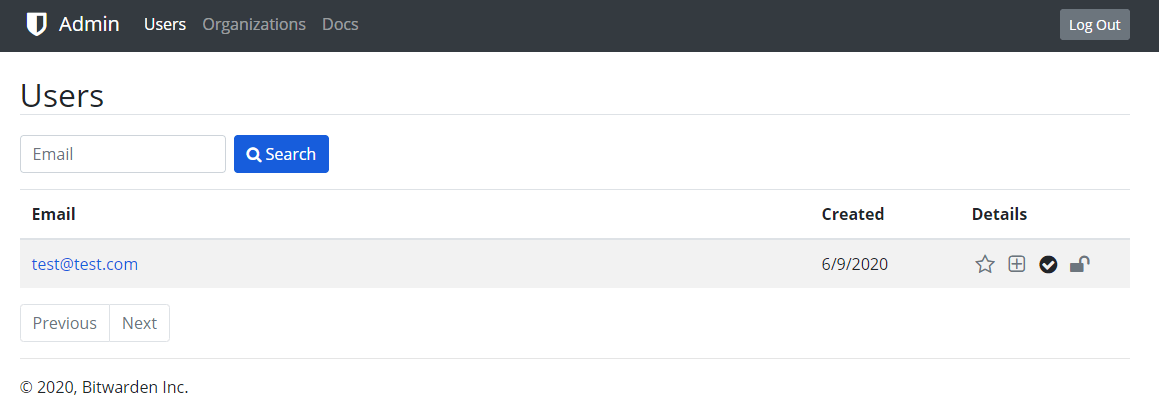 Admin Users Organizations Docs Log Out
Users
Email Search
Email Created Details
test@test.com 6/9/2020
Previous Next
© 2020, Bitwarden Inc.